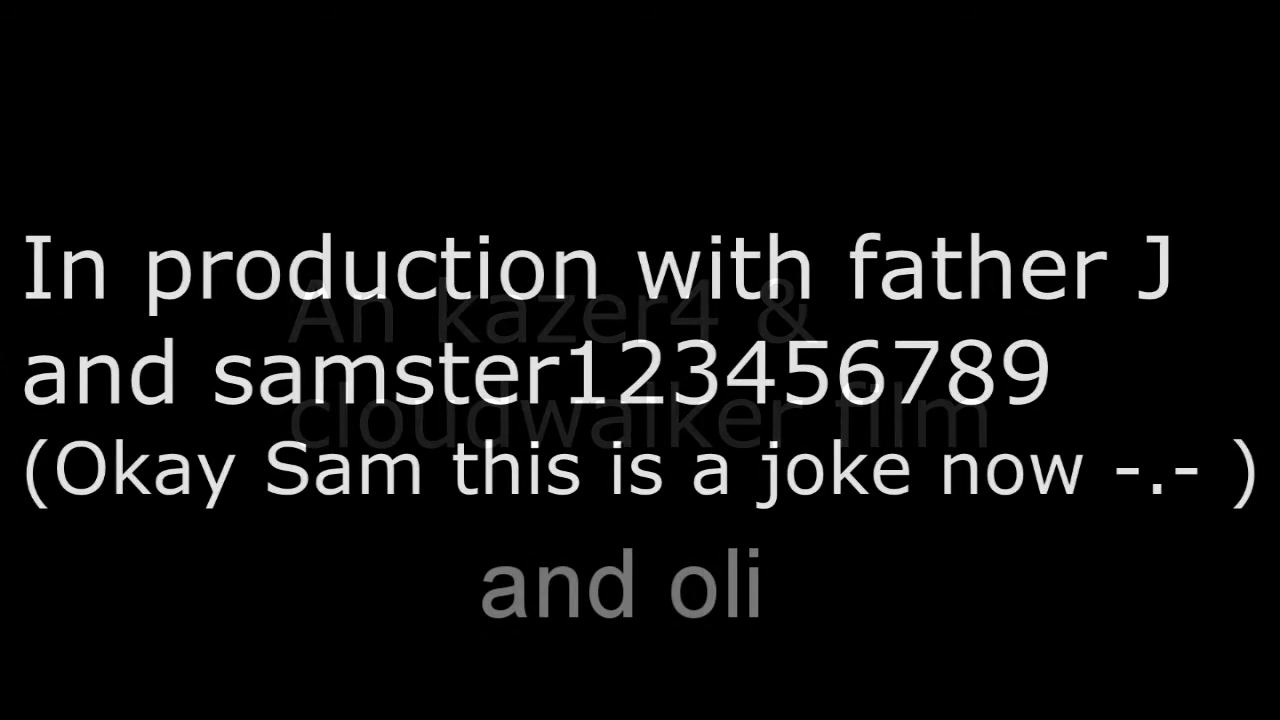 In production with father J
An kazer4 &
and samster123456789
cloudwalker film
(Okay Sam this is a joke now -.- )
and oli